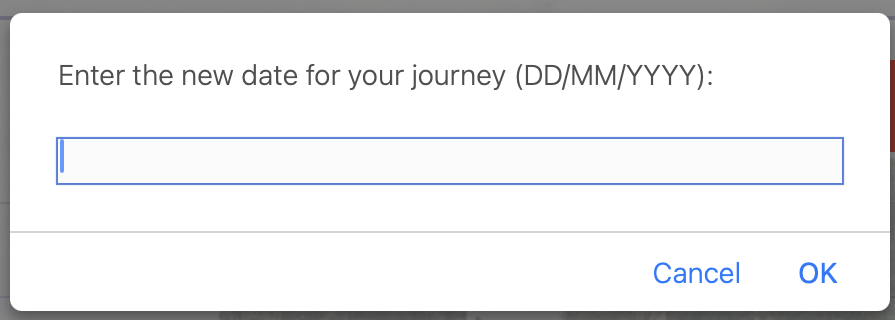 Enter the new date for your journey (DD/MM/YYYY):
Cancel OK